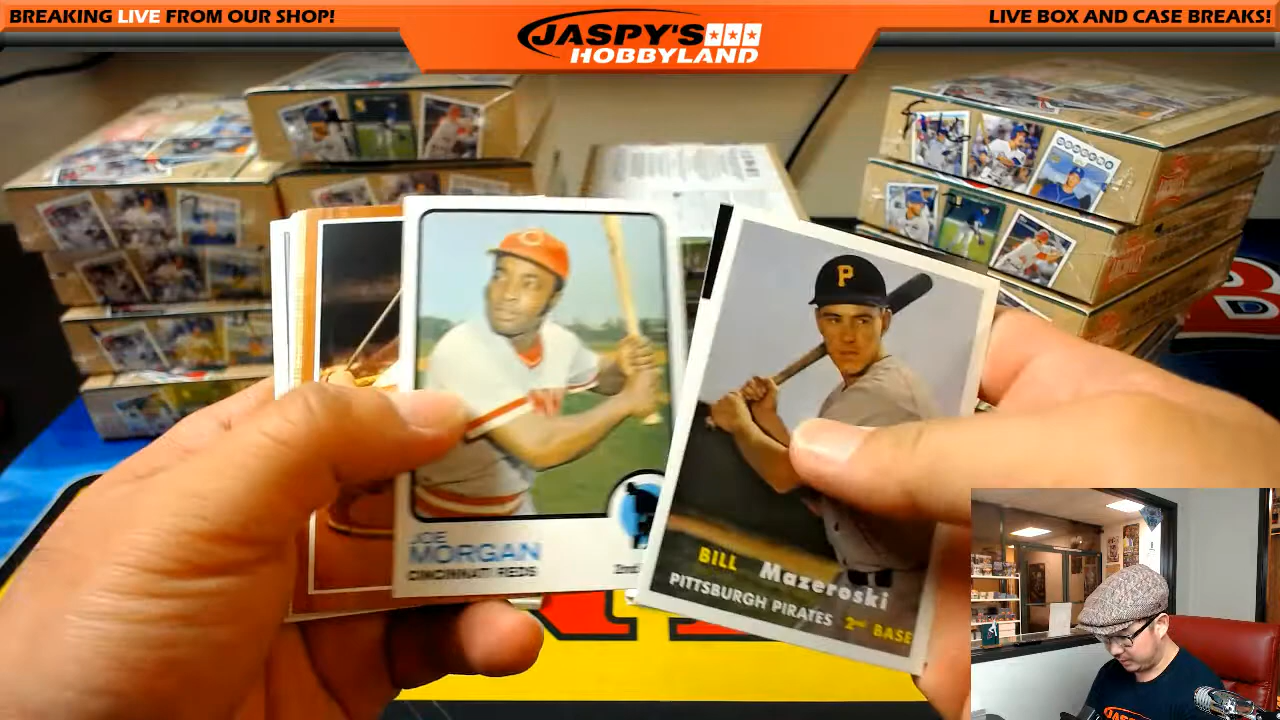 BREAKING LIVE FROM OUR SHOP!
JASPY'S
HOBBYLAND
LIVE BOX AND CASE BREAKS!
JOE
MORGAN
CINCINNATI REDS
2nd
P
BILL Mazeroski
PITTSBURGH PIRATES 2nd BASE
B